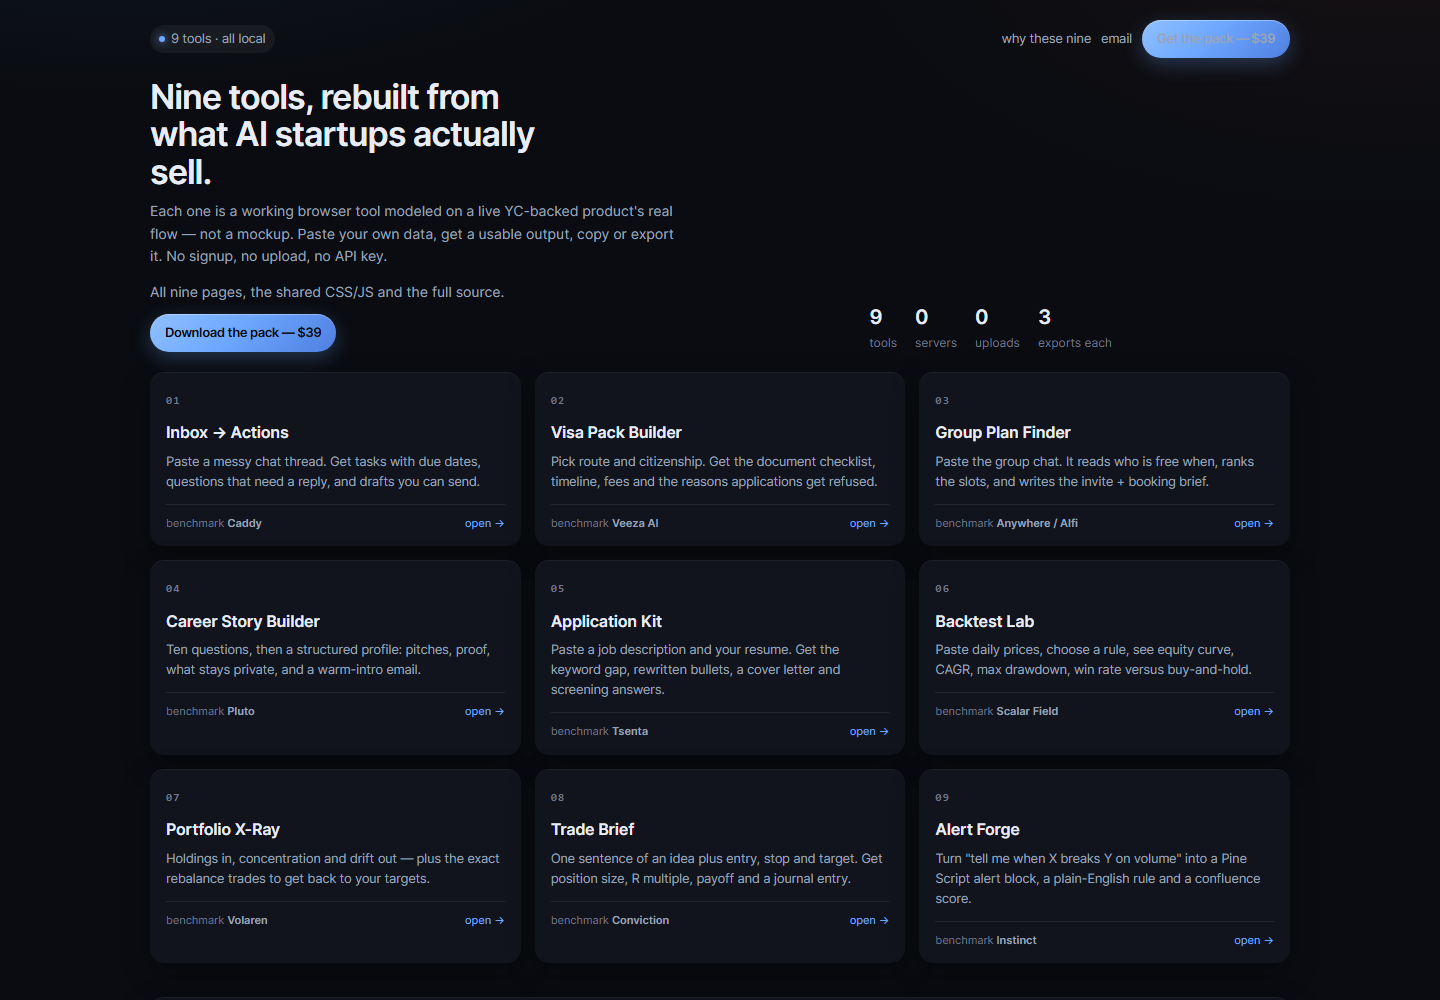 9 tools · all local
why these nine email Get the pack — $39
Nine tools, rebuilt from
what AI startups actually
sell.
Each one is a working browser tool modeled on a live YC-backed product's real
flow — not a mockup. Paste your own data, get a usable output, copy or export
it. No signup, no upload, no API key.
All nine pages, the shared CSS/JS and the full source.
Download the pack — $39
9 0 0 3
tools servers uploads exports each
01
Inbox → Actions
Paste a messy chat thread. Get tasks with due dates,
questions that need a reply, and drafts you can send.
benchmark Caddy open →
02
Visa Pack Builder
Pick route and citizenship. Get the document checklist,
timeline, fees and the reasons applications get refused.
benchmark Veeza AI open →
03
Group Plan Finder
Paste the group chat. It reads who is free when, ranks
the slots, and writes the invite + booking brief.
benchmark Anywhere / Alfi open →
04
Career Story Builder
Ten questions, then a structured profile: pitches, proof,
what stays private, and a warm-intro email.
benchmark Pluto open →
05
Application Kit
Paste a job description and your resume. Get the
keyword gap, rewritten bullets, a cover letter and
screening answers.
benchmark Tsenta open →
06
Backtest Lab
Paste daily prices, choose a rule, see equity curve,
CAGR, max drawdown, win rate versus buy-and-hold.
benchmark Scalar Field open →
07
Portfolio X-Ray
Holdings in, concentration and drift out — plus the exact
rebalance trades to get back to your targets.
benchmark Volaren open →
08
Trade Brief
One sentence of an idea plus entry, stop and target. Get
position size, R multiple, payoff and a journal entry.
benchmark Conviction open →
09
Alert Forge
Turn "tell me when X breaks Y on volume" into a Pine
Script alert block, a plain-English rule and a confluence
score.
benchmark Instinct open →